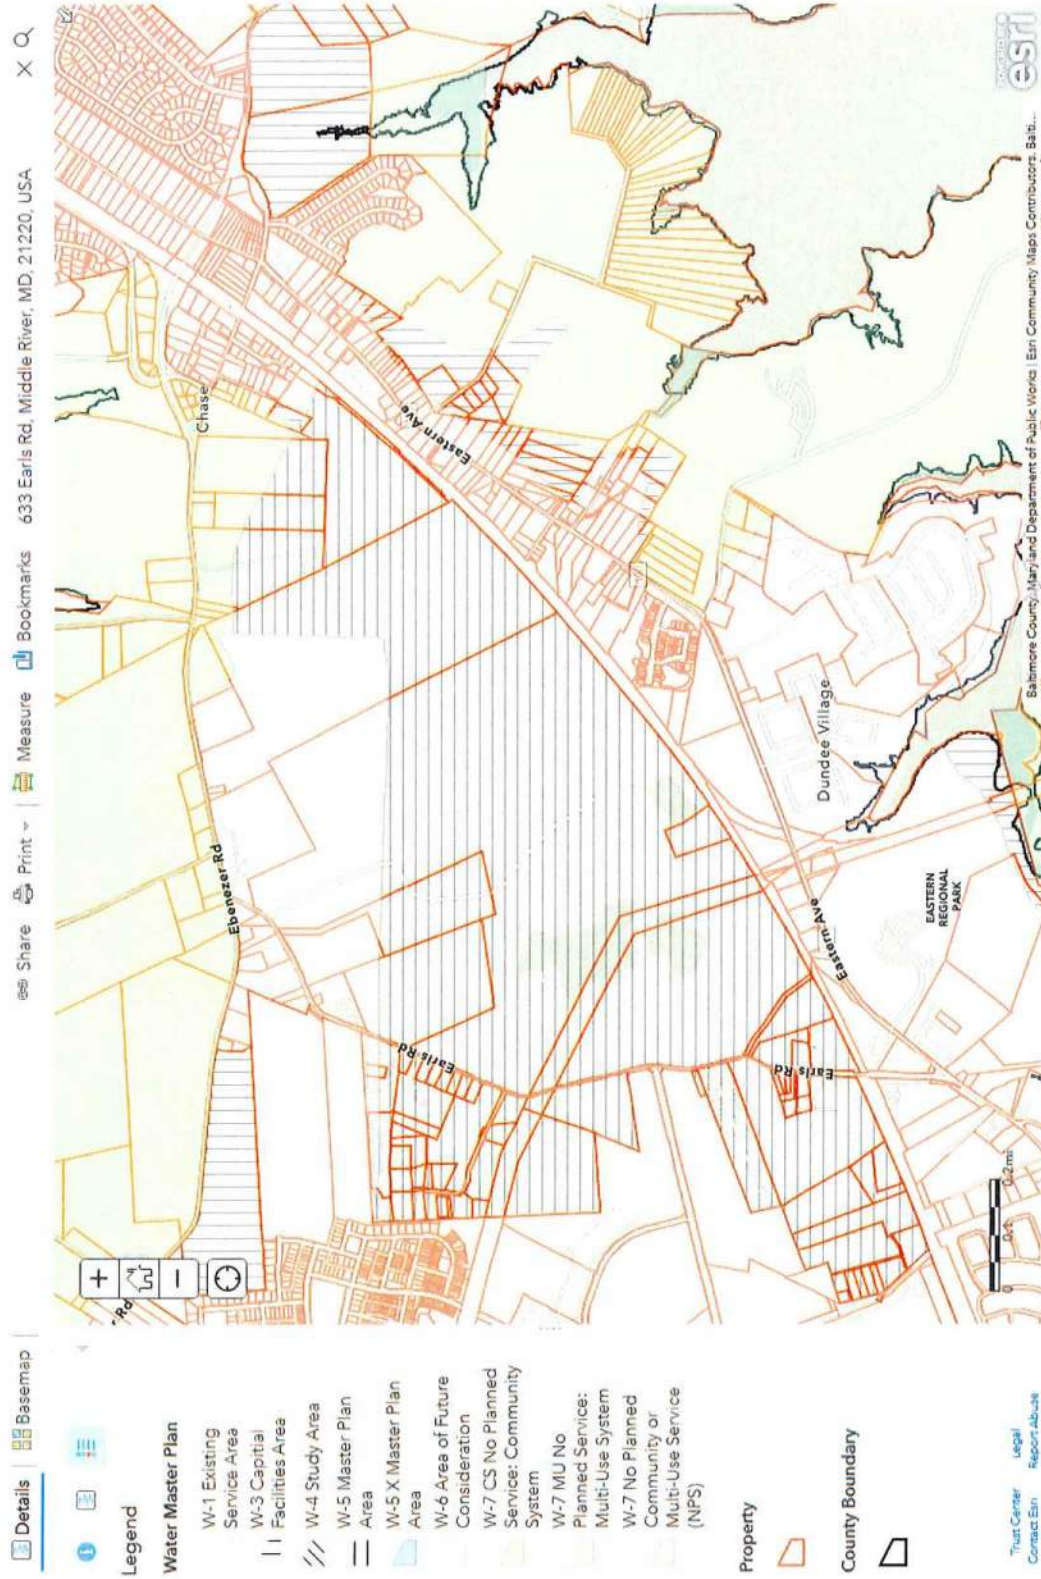 Details
Basemap
Share
Print
Measure
Bookmarks
633 Earls Rd, Middle River, MD, 21220, USA
Legend
Water Master Plan
W-1 Existing
Service Area
W-3 Capitial
Facilities Area
W-4 Study Area
W-5 Master Plan
Area
W-5 X Master Plan
Area
W-6 Area of Future
Consideration
W-7 CS No Planned
Service: Community
System
W-7 MU No
Planned Service:
Multi-Use System
W-7 No Planned
Community or
Multi-Use Service
(NPS)
Property
County Boundary
Trust Center
Legal
Contact Esri
Report Abuse
+
−
Rd
Ebenezer Rd
Chase
Earls Rd
Eastern Ave
Earls Rd
Eastern Ave
Dundee Village
EASTERN
REGIONAL
PARK
0
0.1
0.2mi
Baltimore County, Maryland Department of Public Works | Esri Community Maps Contributors, Balti...
esri